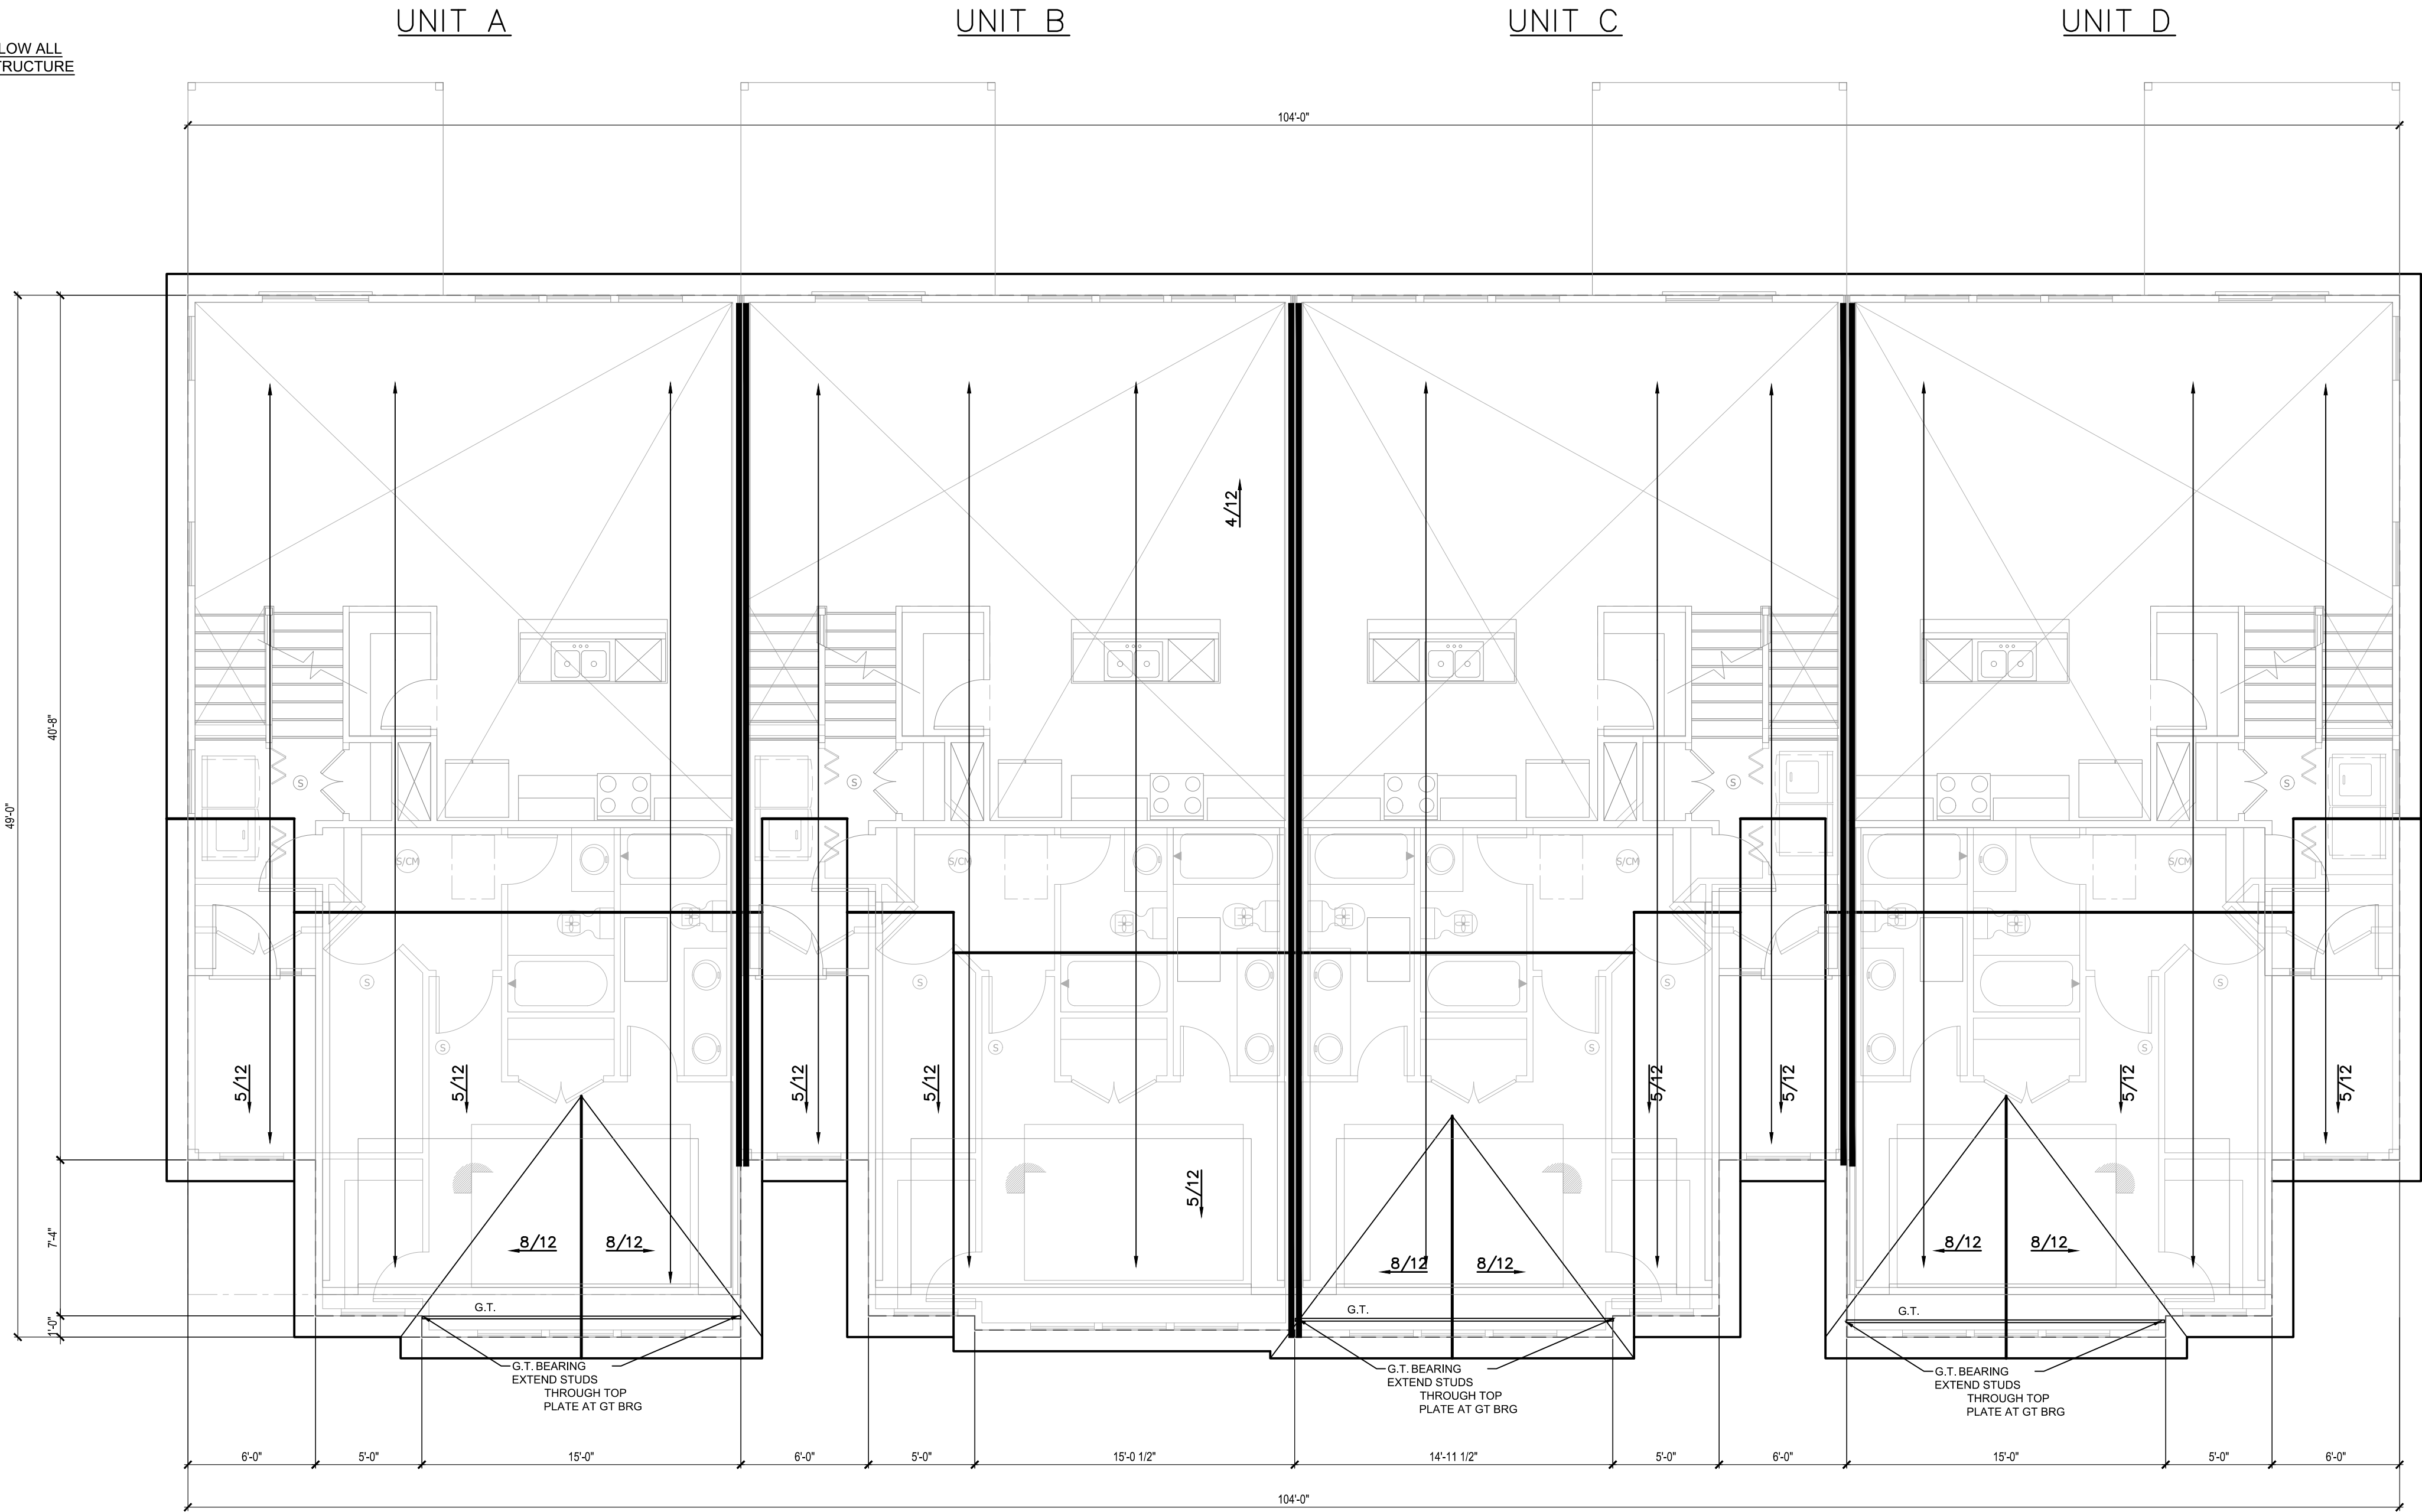 UNIT A
UNIT B
UNIT C
UNIT D
LOW ALL
TRUCTURE
104'-0"
4/12
40'-8"
49'-0"
S
S
S
S
S/CM
S/CM
S/CM
S/CM
S
S
S
S
S
S
S
S
5/12
5/12
5/12
5/12
5/12
5/12
5/12
5/12
5/12
7'-4"
8/12
8/12
8/12
8/12
8/12
8/12
1'-0"
G.T.
G.T.
G.T.
G.T. BEARING
EXTEND STUDS
THROUGH TOP
PLATE AT GT BRG
G.T. BEARING
EXTEND STUDS
THROUGH TOP
PLATE AT GT BRG
G.T. BEARING
EXTEND STUDS
THROUGH TOP
PLATE AT GT BRG
6'-0"
5'-0"
15'-0"
6'-0"
5'-0"
15'-0 1/2"
14'-11 1/2"
5'-0"
6'-0"
15'-0"
5'-0"
6'-0"
104'-0"